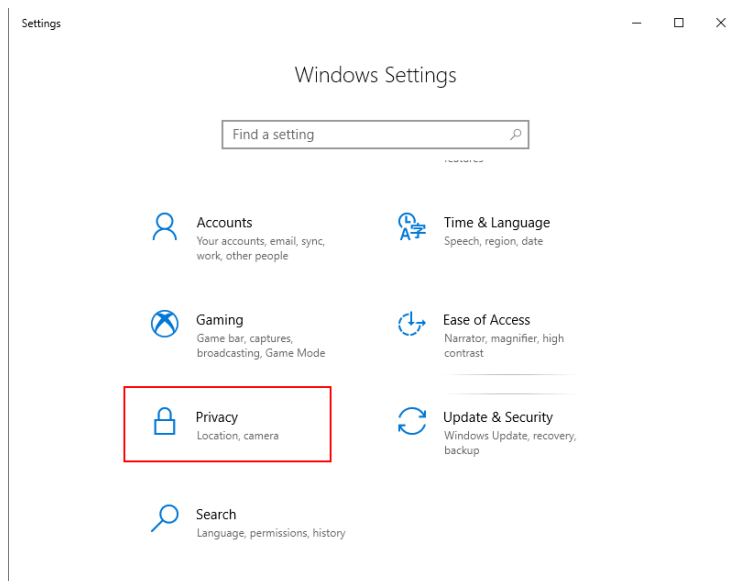 Settings
Windows Settings
Find a setting
features
Accounts
Your accounts, email, sync,
work, other people
Time & Language
Speech, region, date
Gaming
Game bar, captures,
broadcasting, Game Mode
Ease of Access
Narrator, magnifier, high
contrast
Privacy
Location, camera
Update & Security
Windows Update, recovery,
backup
Search
Language, permissions, history